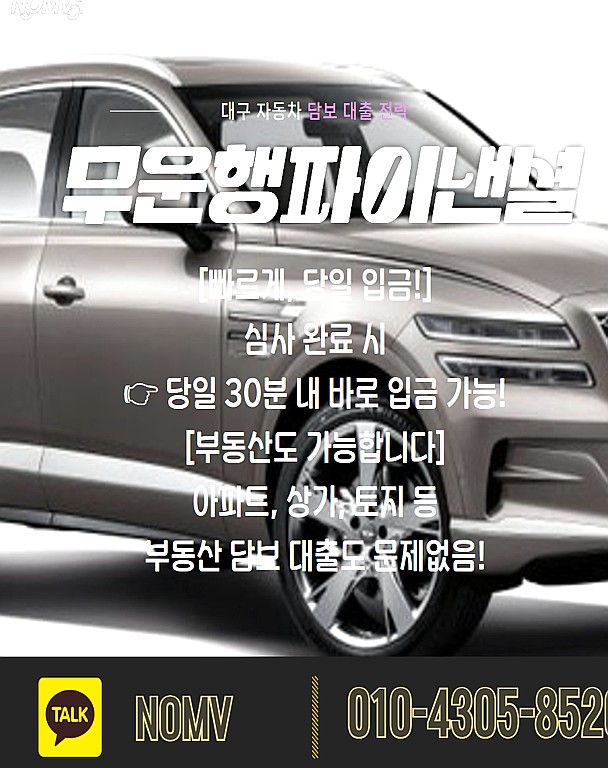 NOMV
대구 자동차 담보 대출 전략
무운행파이낸셜
[빠르게, 당일 입금!]
심사 완료 시
👉 당일 30분 내 바로 입금 가능!
[부동산도 가능합니다]
아파트, 상가, 토지 등
부동산 담보 대출도 문제없음!
TALK NOMV 010-4305-8520